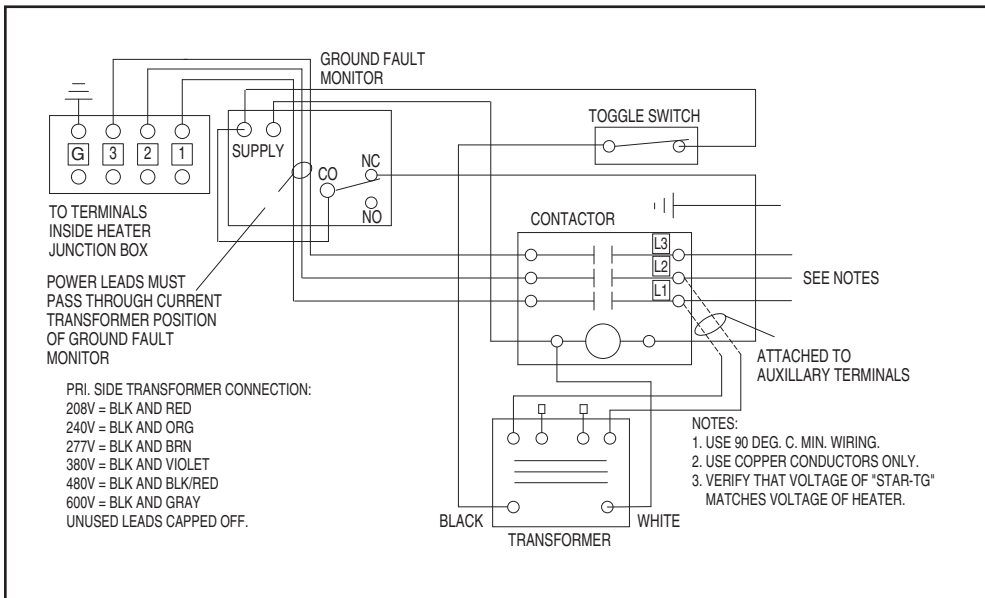 GROUND FAULT
MONITOR
TOGGLE SWITCH
G 3 2 1
SUPPLY
CO
NC
NO
TO TERMINALS
INSIDE HEATER
JUNCTION BOX
CONTACTOR
L3
L2
L1
SEE NOTES
POWER LEADS MUST
PASS THROUGH CURRENT
TRANSFORMER POSITION
OF GROUND FAULT
MONITOR
ATTACHED TO
AUXILLARY TERMINALS
PRI. SIDE TRANSFORMER CONNECTION:
208V = BLK AND RED
240V = BLK AND ORG
277V = BLK AND BRN
380V = BLK AND VIOLET
480V = BLK AND BLK/RED
600V = BLK AND GRAY
UNUSED LEADS CAPPED OFF.
NOTES:
1. USE 90 DEG. C. MIN. WIRING.
2. USE COPPER CONDUCTORS ONLY.
3. VERIFY THAT VOLTAGE OF "STAR-TG"
MATCHES VOLTAGE OF HEATER.
BLACK
WHITE
TRANSFORMER